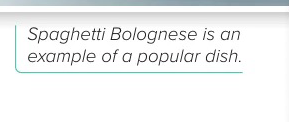 Spaghetti Bolognese is an
example of a popular dish.